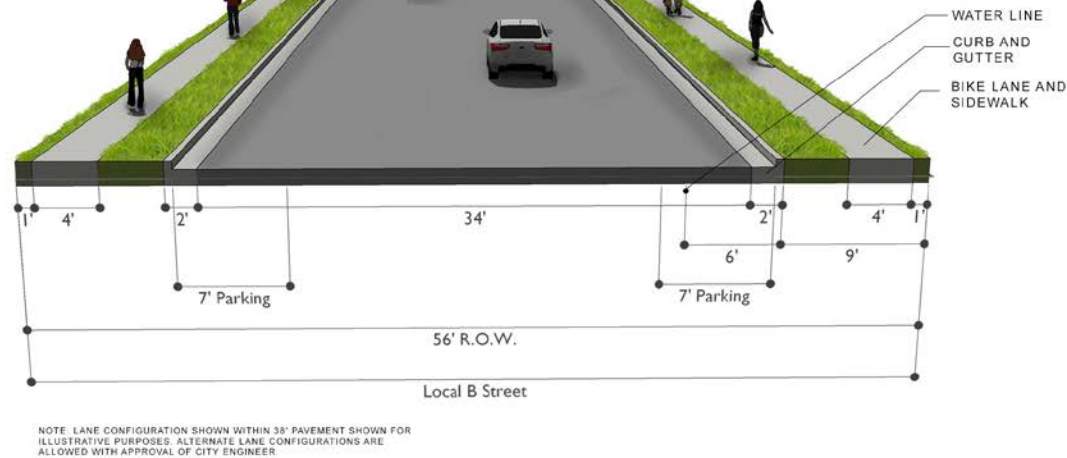 WATER LINE
CURB AND
GUTTER
BIKE LANE AND
SIDEWALK
1' 4' 2' 34' 2' 4' 1'
6' 9'
7' Parking 7' Parking
56' R.O.W.
Local B Street
NOTE: LANE CONFIGURATION SHOWN WITHIN 38' PAVEMENT SHOWN FOR
ILLUSTRATIVE PURPOSES. ALTERNATE LANE CONFIGURATIONS ARE
ALLOWED WITH APPROVAL OF CITY ENGINEER